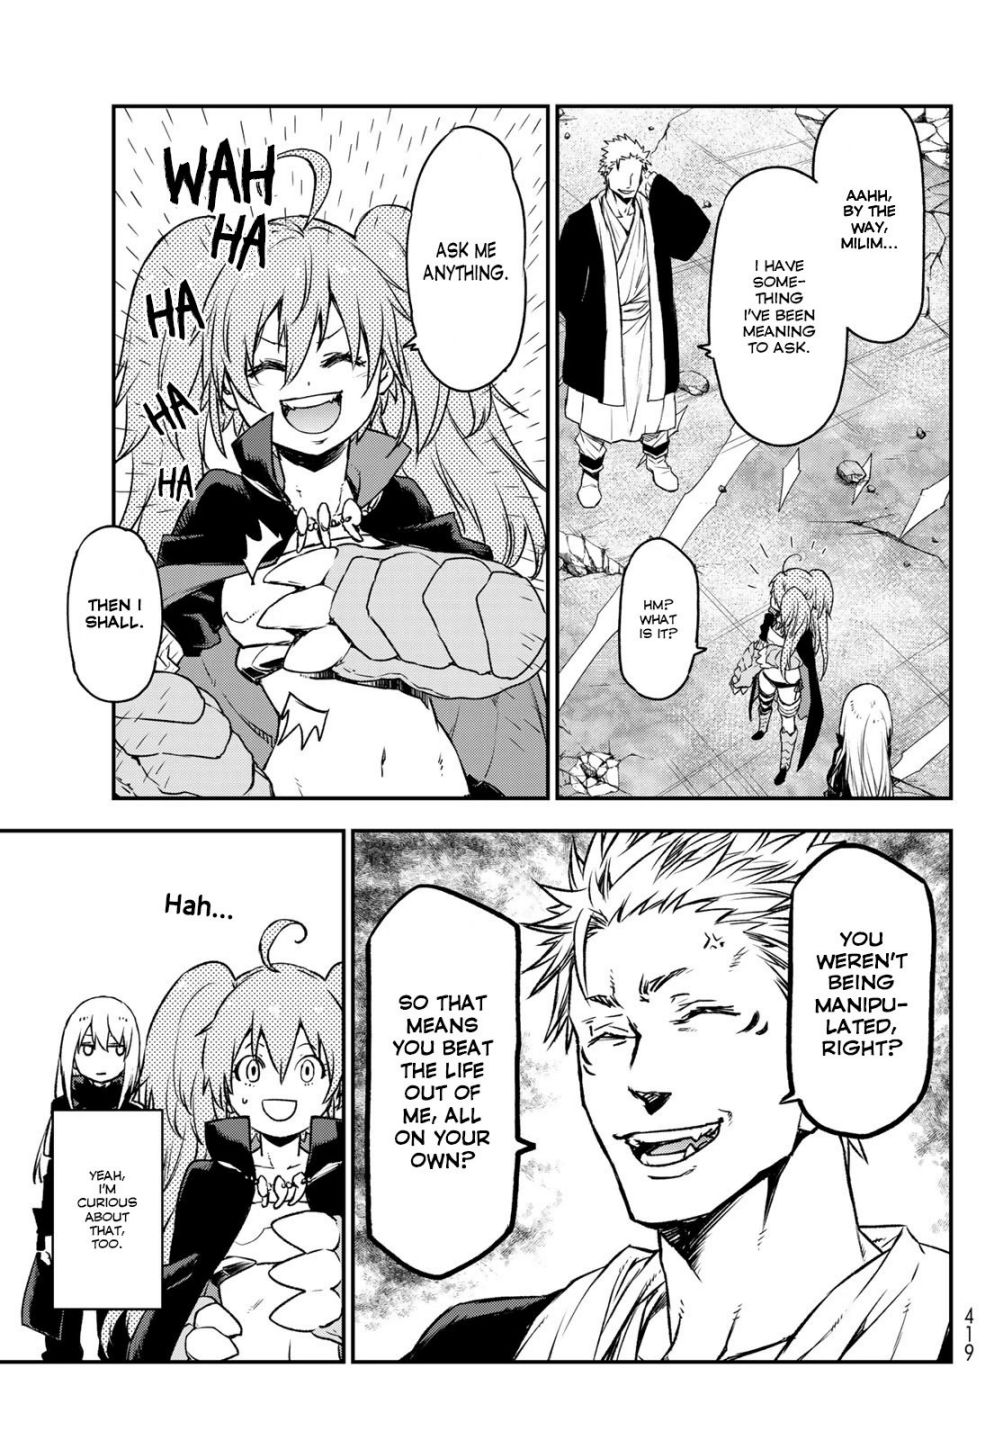 AAHH,
BY THE
WAY,
MILIM...
I HAVE
SOME-
THING
I'VE BEEN
MEANING
TO ASK.
HM?
WHAT
IS IT?
ASK ME
ANYTHING.
WAH
HA
HA
HA
HA
THEN I
SHALL.
YOU
WEREN'T
BEING
MANIPU-
LATED,
RIGHT?
SO THAT
MEANS
YOU BEAT
THE LIFE
OUT OF
ME, ALL
ON YOUR
OWN?
Hah...
YEAH,
I'M
CURIOUS
ABOUT
THAT,
TOO.
419